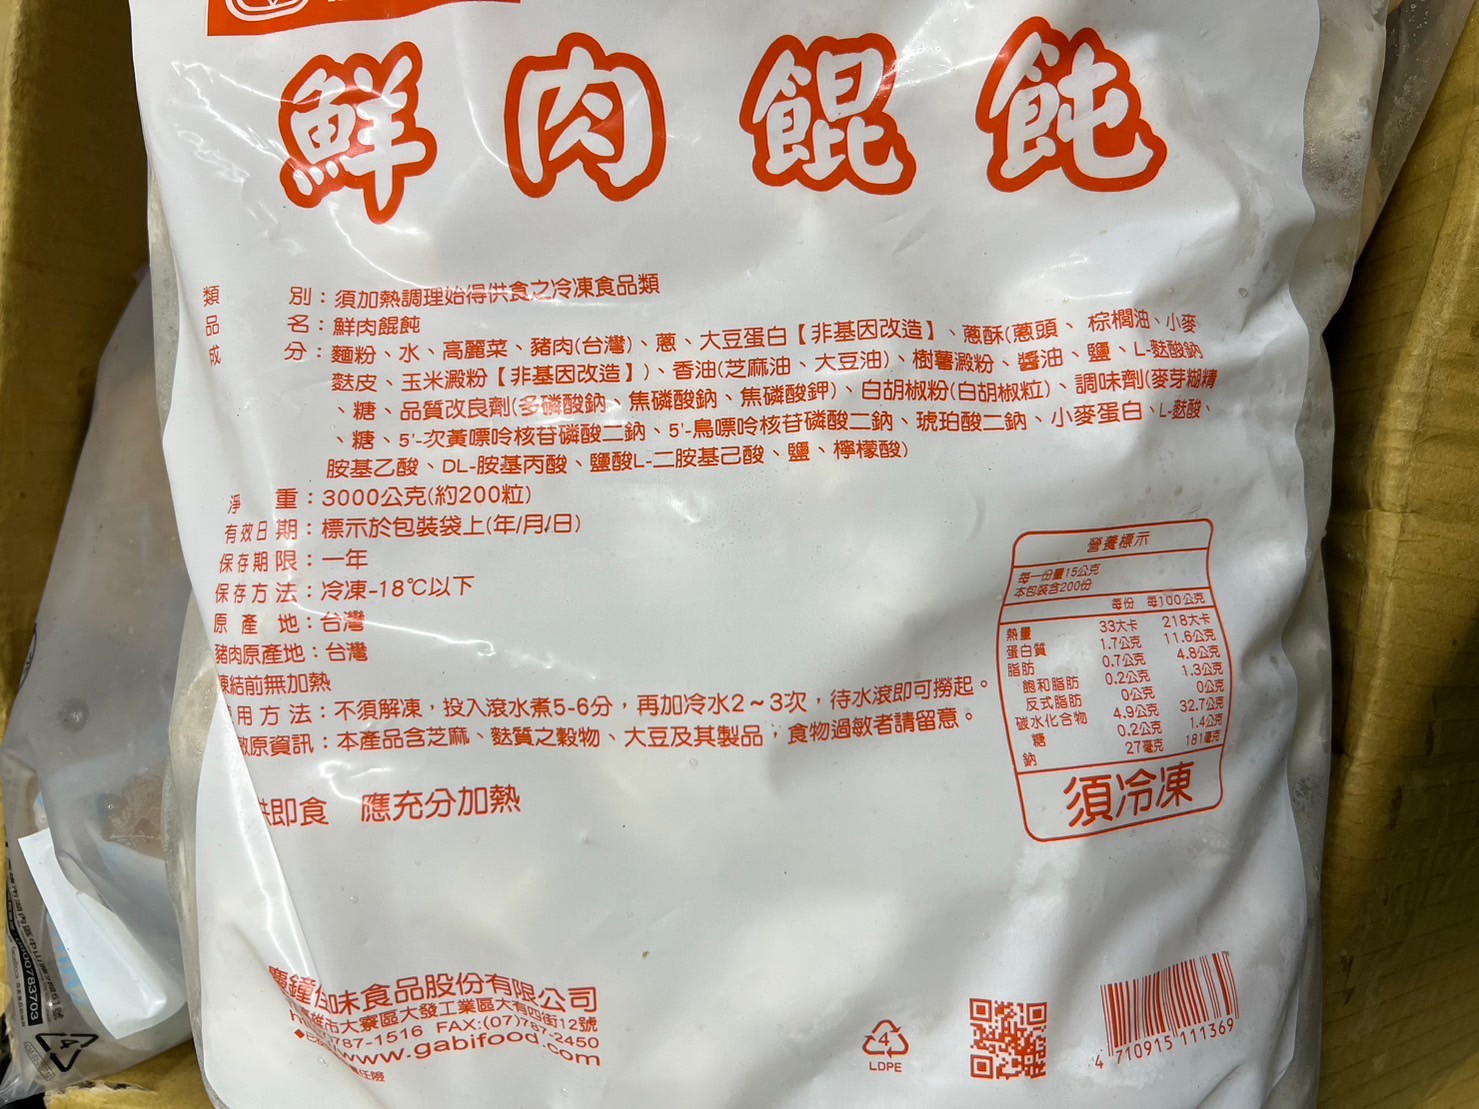 鮮肉餛飩
類 別：須加熱調理始得供食之冷凍食品類
品 名：鮮肉餛飩
成 分：麵粉、水、高麗菜、豬肉(台灣)、蔥、大豆蛋白【非基因改造】、蔥酥(蔥頭、棕櫚油、小麥
麩皮、玉米澱粉【非基因改造】)、香油(芝麻油、大豆油)、樹薯澱粉、醬油、鹽、L-麩酸鈉
、糖、品質改良劑(多磷酸鈉、焦磷酸鈉、焦磷酸鉀)、白胡椒粉(白胡椒粒)、調味劑(麥芽糊精
、糖、5'-次黃嘌呤核苷磷酸二鈉、5'-鳥嘌呤核苷磷酸二鈉、琥珀酸二鈉、小麥蛋白、L-麩酸、
胺基乙酸、DL-胺基丙酸、鹽酸L-二胺基己酸、鹽、檸檬酸)
淨 重：3000公克(約200粒)
有效日期：標示於包裝袋上(年/月/日)
保存期限：一年
保存方法：冷凍-18℃以下
原產地：台灣
豬肉原產地：台灣
凍結前無加熱
用方法：不須解凍，投入滾水煮5-6分，再加冷水2～3次，待水滾即可撈起。
原資訊：本產品含芝麻、麩質之穀物、大豆及其製品，食物過敏者請留意。
即食 應充分加熱
營養標示
每一份量15公克
本包裝含200份
每份 每100公克
熱量 33大卡 218大卡
蛋白質 1.7公克 11.6公克
脂肪 0.7公克 4.8公克
飽和脂肪 0.2公克 1.3公克
反式脂肪 0公克 0公克
碳水化合物 4.9公克 32.7公克
糖 0.2公克 1.4公克
鈉 27毫克 181毫克
須冷凍
味食品股份有限公司
市大寮區大發工業區大有四街12號
787-1516 FAX:(07)787-2450
www.gabifood.com
任險
4
LDPE
4 710915 111369
00783703
4